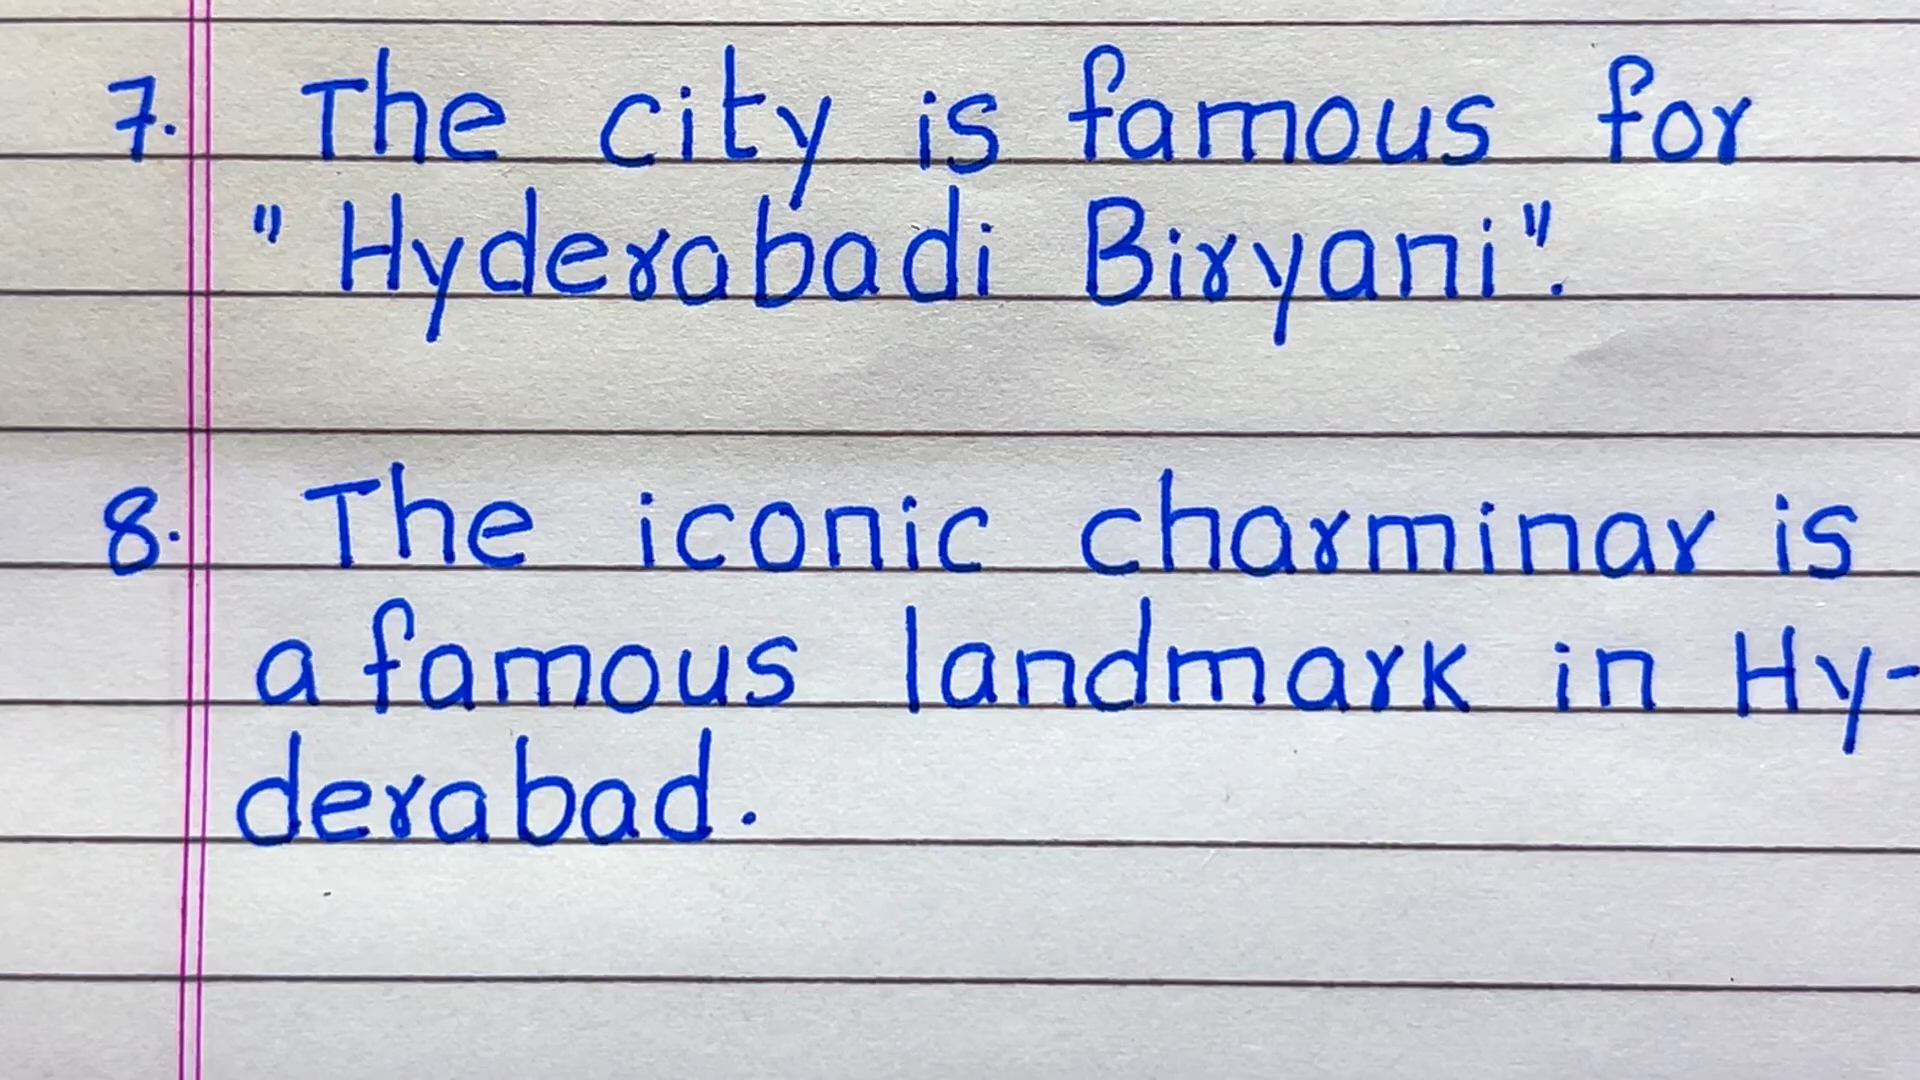 7. The city is famous for
"Hyderabadi Biryani".
8. The iconic charminar is
a famous landmark in Hy-
derabad.